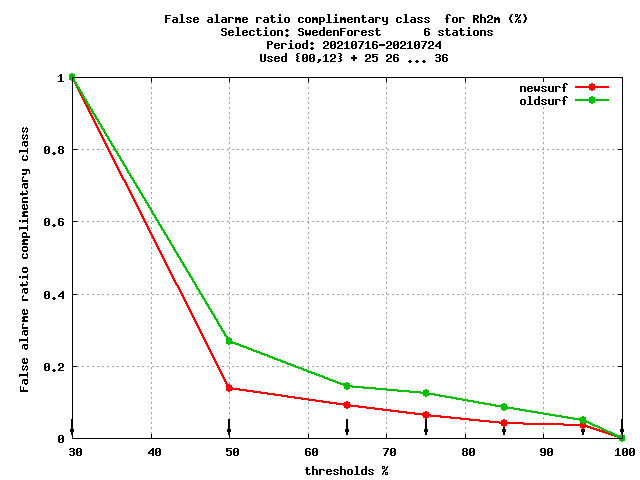 False alarme ratio complimentary class  for Rh2m (%)
Selection: SwedenForest      6 stations
Period: 20210716-20210724
Used {00,12} + 25 26 ... 36
newsurf
oldsurf
False alarme ratio complimentary class
1
0.8
0.6
0.4
0.2
0
30 40 50 60 70 80 90 100
thresholds %